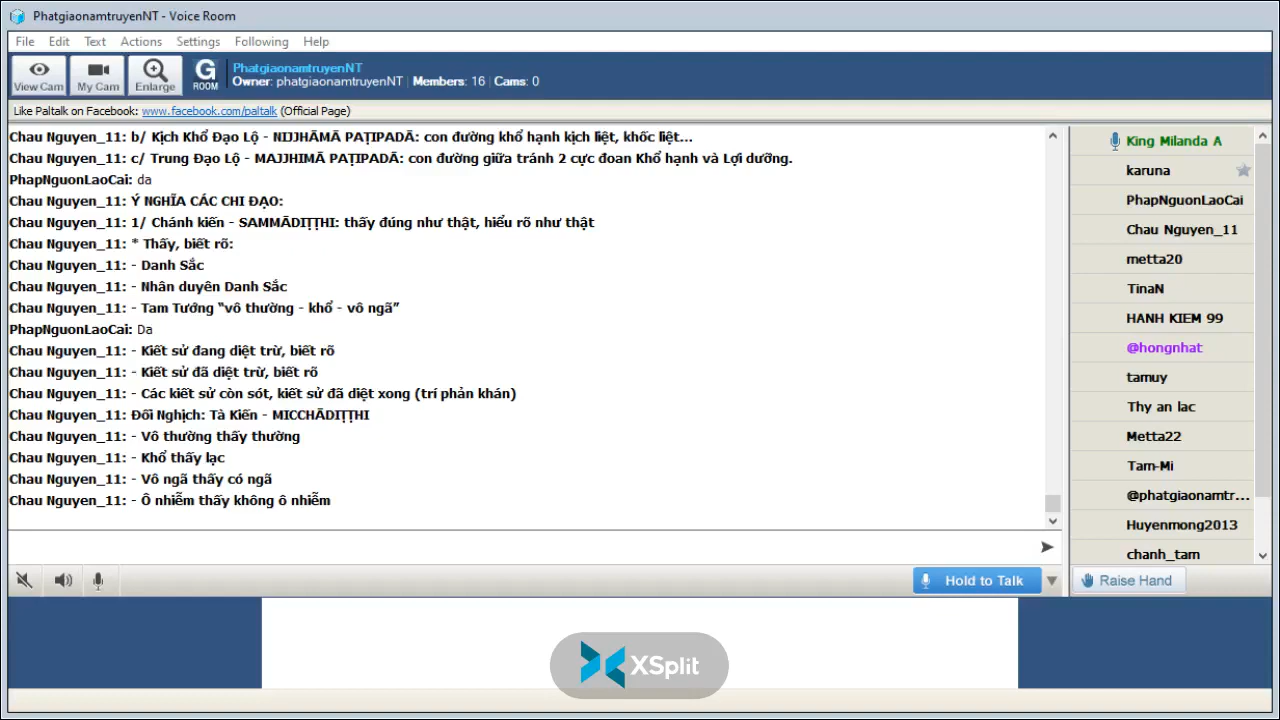 PhatgiaonamtruyenNT - Voice Room
File Edit Text Actions Settings Following Help
View Cam My Cam Enlarge G ROOM
PhatgiaonamtruyenNT
Owner: phatgiaonamtruyenNT Members: 16 Cams: 0
Like Paltalk on Facebook: www.facebook.com/paltalk (Official Page)
Chau Nguyen_11: b/ Kịch Khổ Đạo Lộ - NIJJHĀMĀ PAṬIPADĀ: con đường khổ hạnh kịch liệt, khốc liệt...
Chau Nguyen_11: c/ Trung Đạo Lộ - MAJJHIMĀ PAṬIPADĀ: con đường giữa tránh 2 cực đoan Khổ hạnh và Lợi dưỡng.
PhapNguonLaoCai: da
Chau Nguyen_11: Ý NGHĨA CÁC CHI ĐẠO:
Chau Nguyen_11: 1/ Chánh kiến - SAMMĀDIṬṬHI: thấy đúng như thật, hiểu rõ như thật
Chau Nguyen_11: * Thấy, biết rõ:
Chau Nguyen_11: - Danh Sắc
Chau Nguyen_11: - Nhân duyên Danh Sắc
Chau Nguyen_11: - Tam Tướng “vô thường - khổ - vô ngã”
PhapNguonLaoCai: Da
Chau Nguyen_11: - Kiết sử đang diệt trừ, biết rõ
Chau Nguyen_11: - Kiết sử đã diệt trừ, biết rõ
Chau Nguyen_11: - Các kiết sử còn sót, kiết sử đã diệt xong (trí phản khán)
Chau Nguyen_11: Đối Nghịch: Tà Kiến - MICCHĀDIṬṬHI
Chau Nguyen_11: - Vô thường thấy thường
Chau Nguyen_11: - Khổ thấy lạc
Chau Nguyen_11: - Vô ngã thấy có ngã
Chau Nguyen_11: - Ô nhiễm thấy không ô nhiễm
King Milanda A
karuna
PhapNguonLaoCai
Chau Nguyen_11
metta20
TinaN
HANH KIEM 99
@hongnhat
tamuy
Thy an lac
Metta22
Tam-Mi
@phatgiaonamtr...
Huyenmong2013
chanh_tam
Hold to Talk
Raise Hand
XSplit